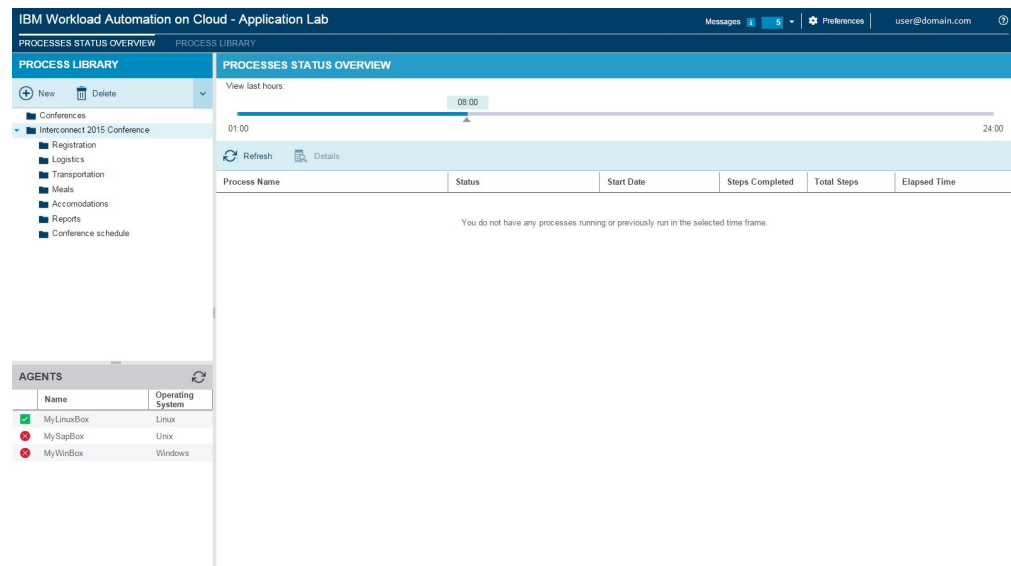 IBM Workload Automation on Cloud - Application Lab
Messages i 5 Preferences user@domain.com ?
PROCESSES STATUS OVERVIEW PROCESS LIBRARY
PROCESS LIBRARY
New Delete
Conferences
Interconnect 2015 Conference
Registration
Logistics
Transportation
Meals
Accomodations
Reports
Conference schedule
AGENTS
Name Operating System
MyLinuxBox Linux
MySapBox Unix
MyWinBox Windows
PROCESSES STATUS OVERVIEW
View last hours:
08:00
01:00 24:00
Refresh Details
Process Name Status Start Date Steps Completed Total Steps Elapsed Time
You do not have any processes running or previously run in the selected time frame.